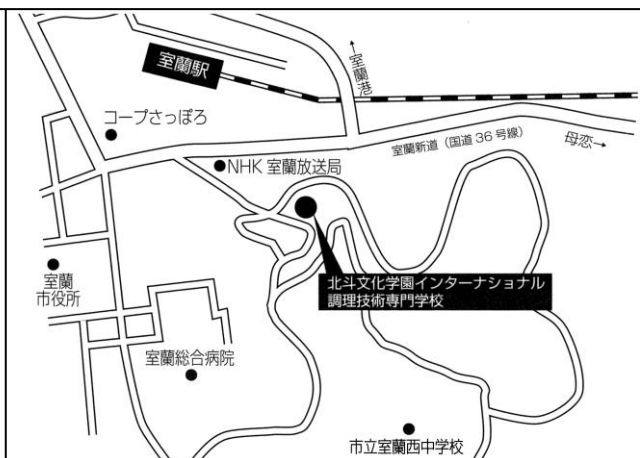 室蘭駅
←室蘭港
コープさっぽろ
室蘭新道（国道36号線）
母恋→
NHK 室蘭放送局
室蘭
市役所
北斗文化学園インターナショナル
調理技術専門学校
室蘭総合病院
市立室蘭西中学校